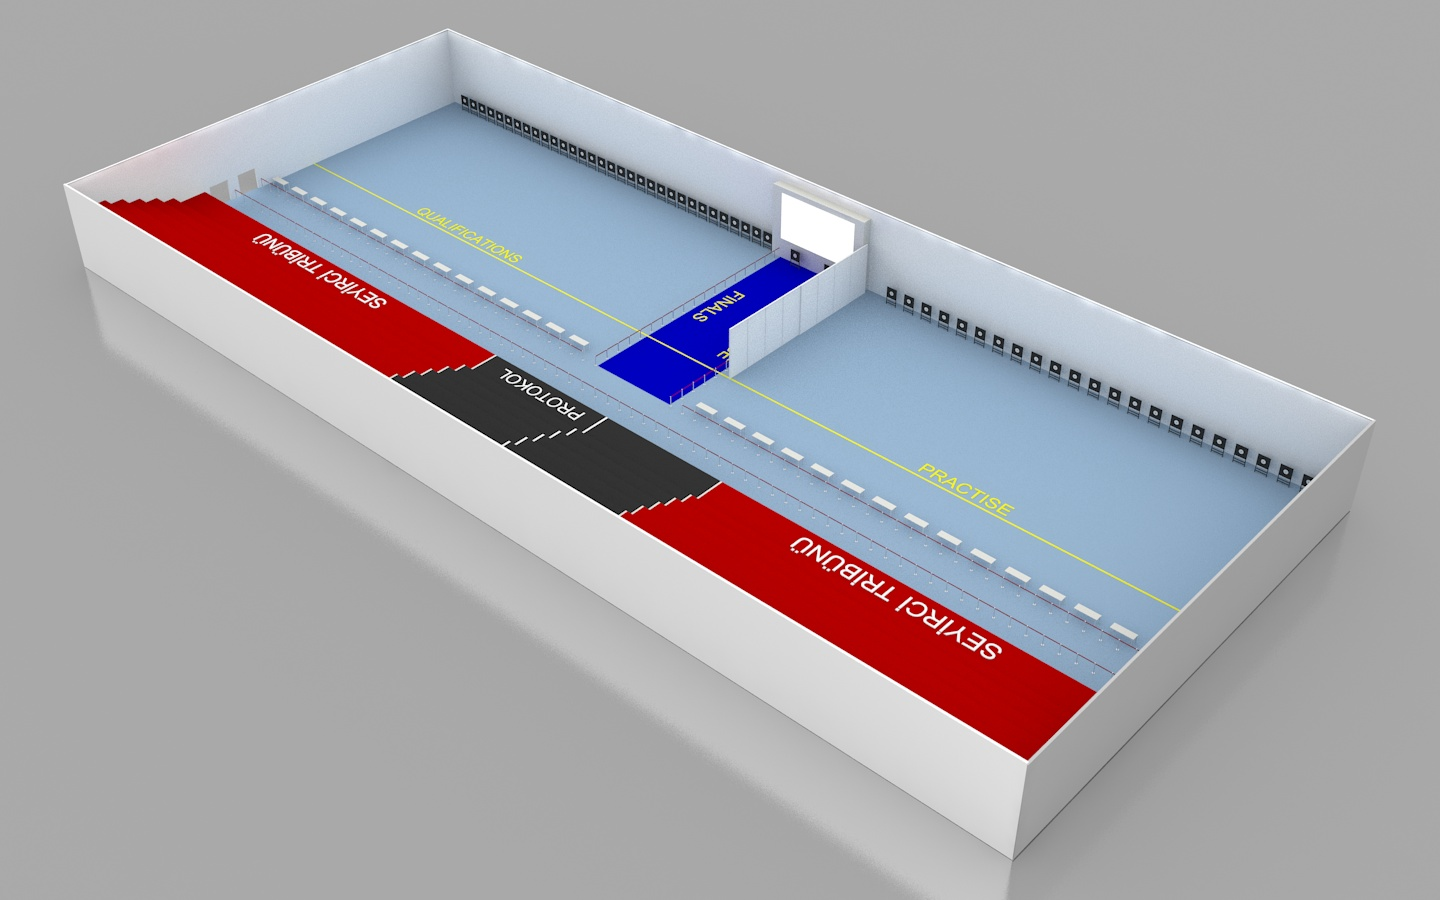 QUALIFICATIONS
SEYİRCİ TRİBÜNÜ
FINALS
PROTOKOL
PRACTISE
SEYİRCİ TRİBÜNÜ